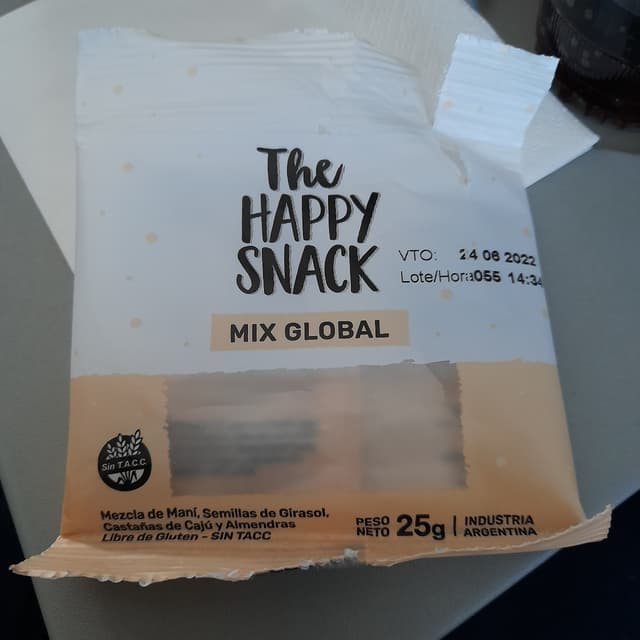 The
HAPPY
SNACK
VTO: 24 06 2022
Lote/Hora:055 14:34
MIX GLOBAL
Sin T.A.C.C.
Mezcla de Maní, Semillas de Girasol,
Castañas de Cajú y Almendras
Libre de Gluten - SIN TACC
PESO
NETO 25g
INDUSTRIA
ARGENTINA